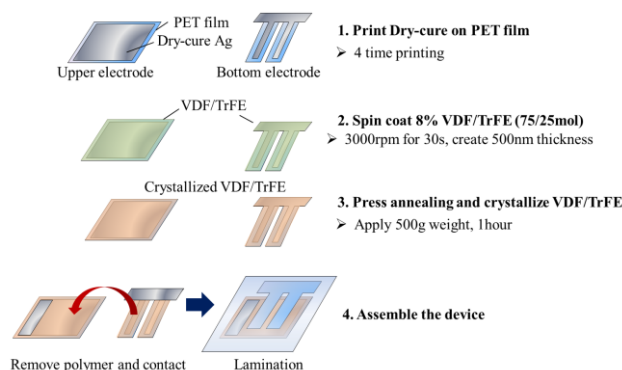 PET film
Dry-cure Ag
Upper electrode
Bottom electrode
1. Print Dry-cure on PET film
➢ 4 time printing
VDF/TrFE
2. Spin coat 8% VDF/TrFE (75/25mol)
➢ 3000rpm for 30s, create 500nm thickness
Crystallized VDF/TrFE
3. Press annealing and crystallize VDF/TrFE
➢ Apply 500g weight, 1hour
4. Assemble the device
Remove polymer and contact
Lamination